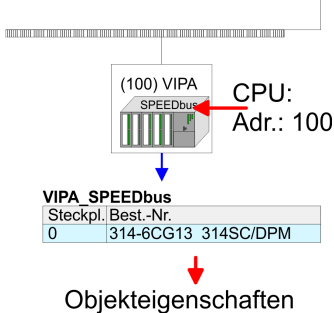 (100) VIPA
SPEEDbus
CPU:
Adr.: 100
VIPA_SPEEDbus
Steckpl. Best.-Nr.
0 314-6CG13 314SC/DPM
Objekteigenschaften